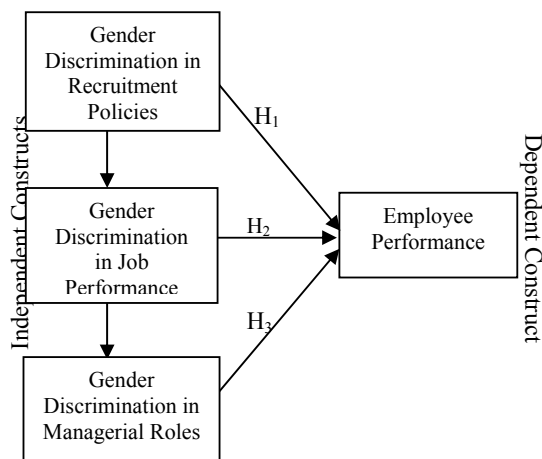 Gender
Discrimination in
Recruitment
Policies
H₁
Independent Constructs
Gender
Discrimination
in Job
Performance
H₂
Employee
Performance
Dependent Construct
H₃
Gender
Discrimination in
Managerial Roles